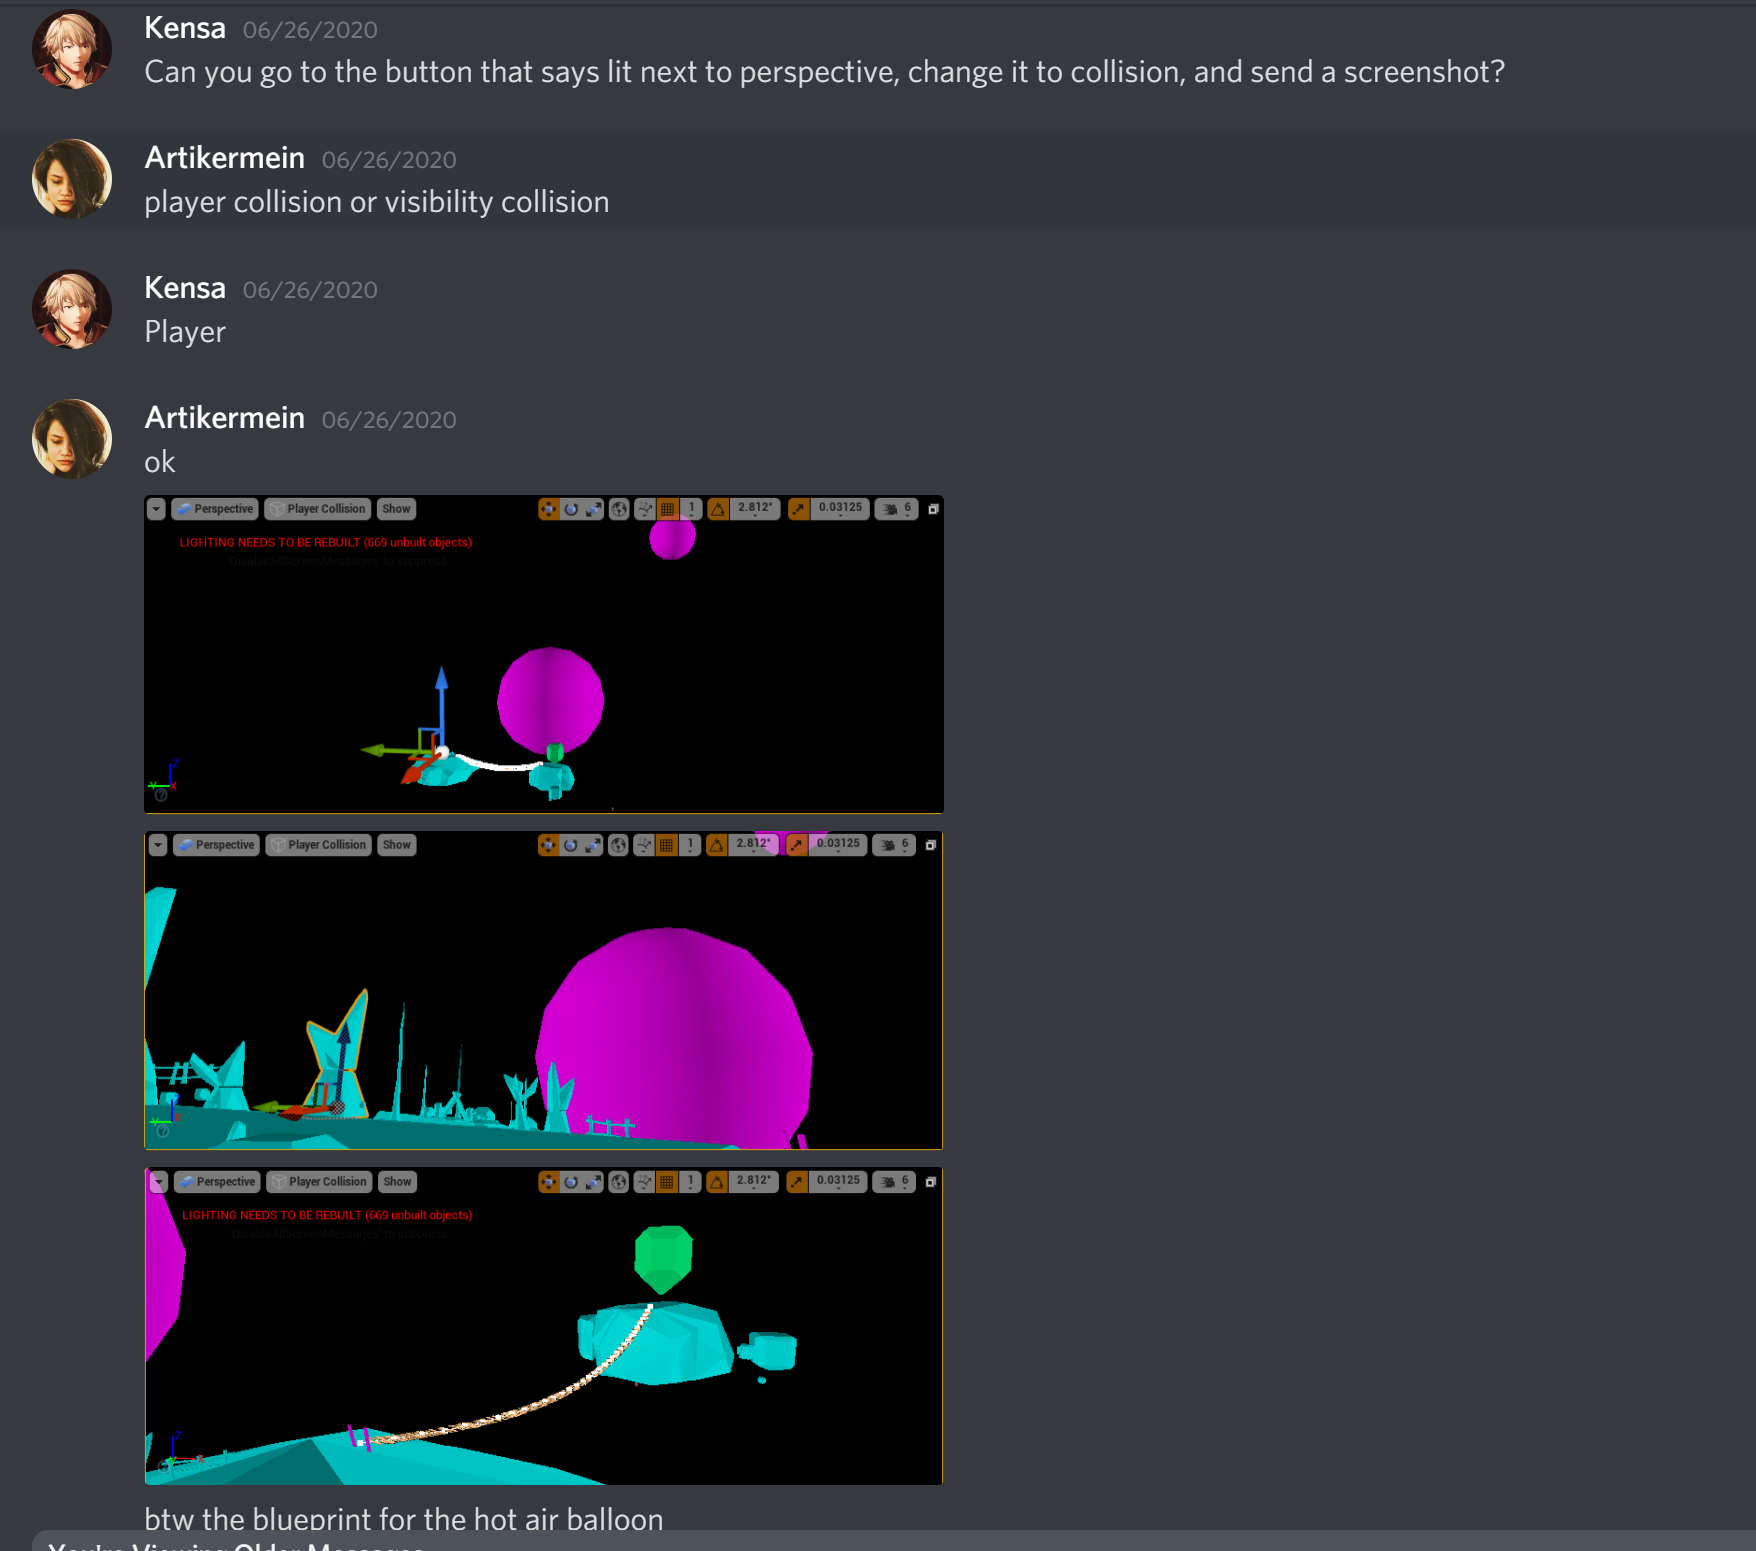 Kensa 06/26/2020
Can you go to the button that says lit next to perspective, change it to collision, and send a screenshot?
Artikermein 06/26/2020
player collision or visibility collision
Kensa 06/26/2020
Player
Artikermein 06/26/2020
ok
Perspective Player Collision Show 1 2.812° 0.03125 6
LIGHTING NEEDS TO BE REBUILT (669 unbuilt objects)
'DisableAllScreenMessages' to suppress
Z
Y X
Perspective Player Collision Show 1 2.812° 0.03125 6
Perspective Player Collision Show 1 2.812° 0.03125 6
LIGHTING NEEDS TO BE REBUILT (669 unbuilt objects)
'DisableAllScreenMessages' to suppress
Z
btw the blueprint for the hot air balloon
You're Viewing Older Messages